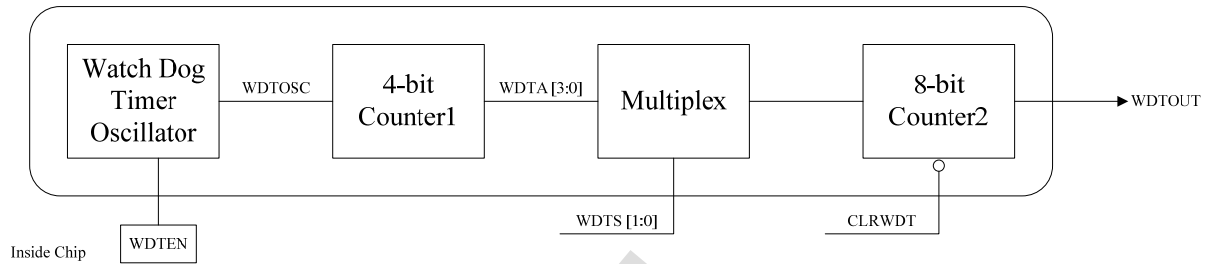 Watch Dog
Timer
Oscillator
WDTOSC
4-bit
Counter1
WDTA [3:0]
Multiplex
8-bit
Counter2
WDTOUT
WDTEN
WDTS [1:0]
CLRWDT
Inside Chip